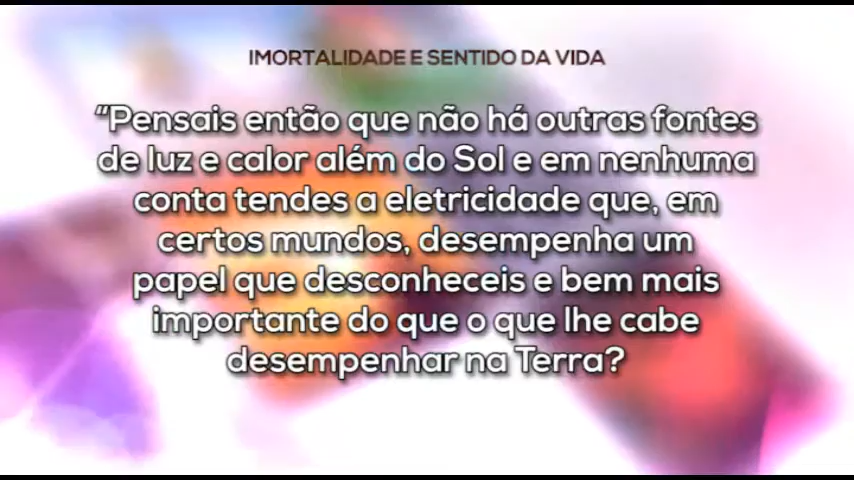 IMORTALIDADE E SENTIDO DA VIDA
“Pensais então que não há outras fontes
de luz e calor além do Sol e em nenhuma
conta tendes a eletricidade que, em
certos mundos, desempenha um
papel que desconheceis e bem mais
importante do que o que lhe cabe
desempenhar na Terra?